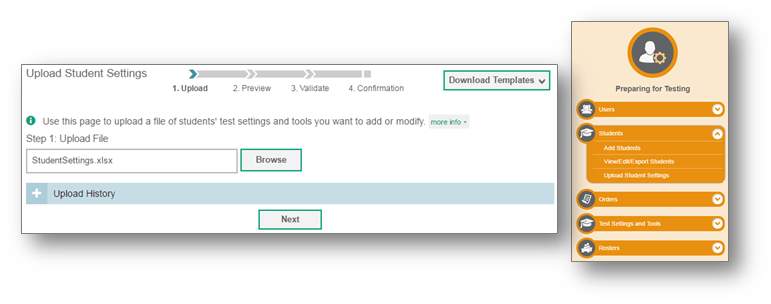 Upload Student Settings
1. Upload 2. Preview 3. Validate 4. Confirmation
Download Templates
Use this page to upload a file of students' test settings and tools you want to add or modify. more info
Step 1: Upload File
StudentSettings.xlsx Browse
Upload History
Next
Preparing for Testing
Users
Students
Add Students
View/Edit/Export Students
Upload Student Settings
Orders
Test Settings and Tools
Rosters